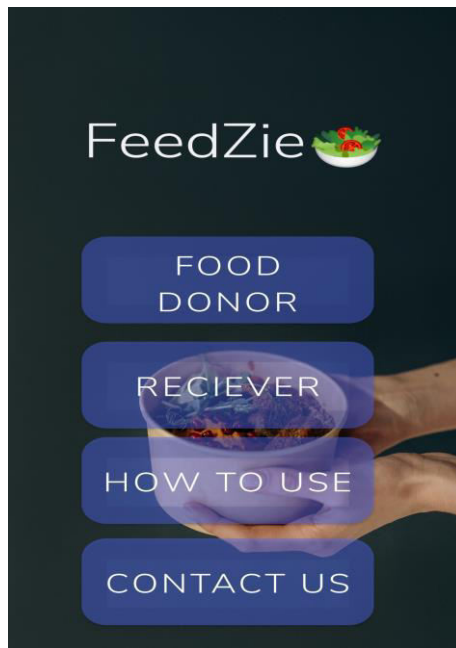 FeedZie🥗
FOOD
DONOR
RECIEVER
HOW TO USE
CONTACT US